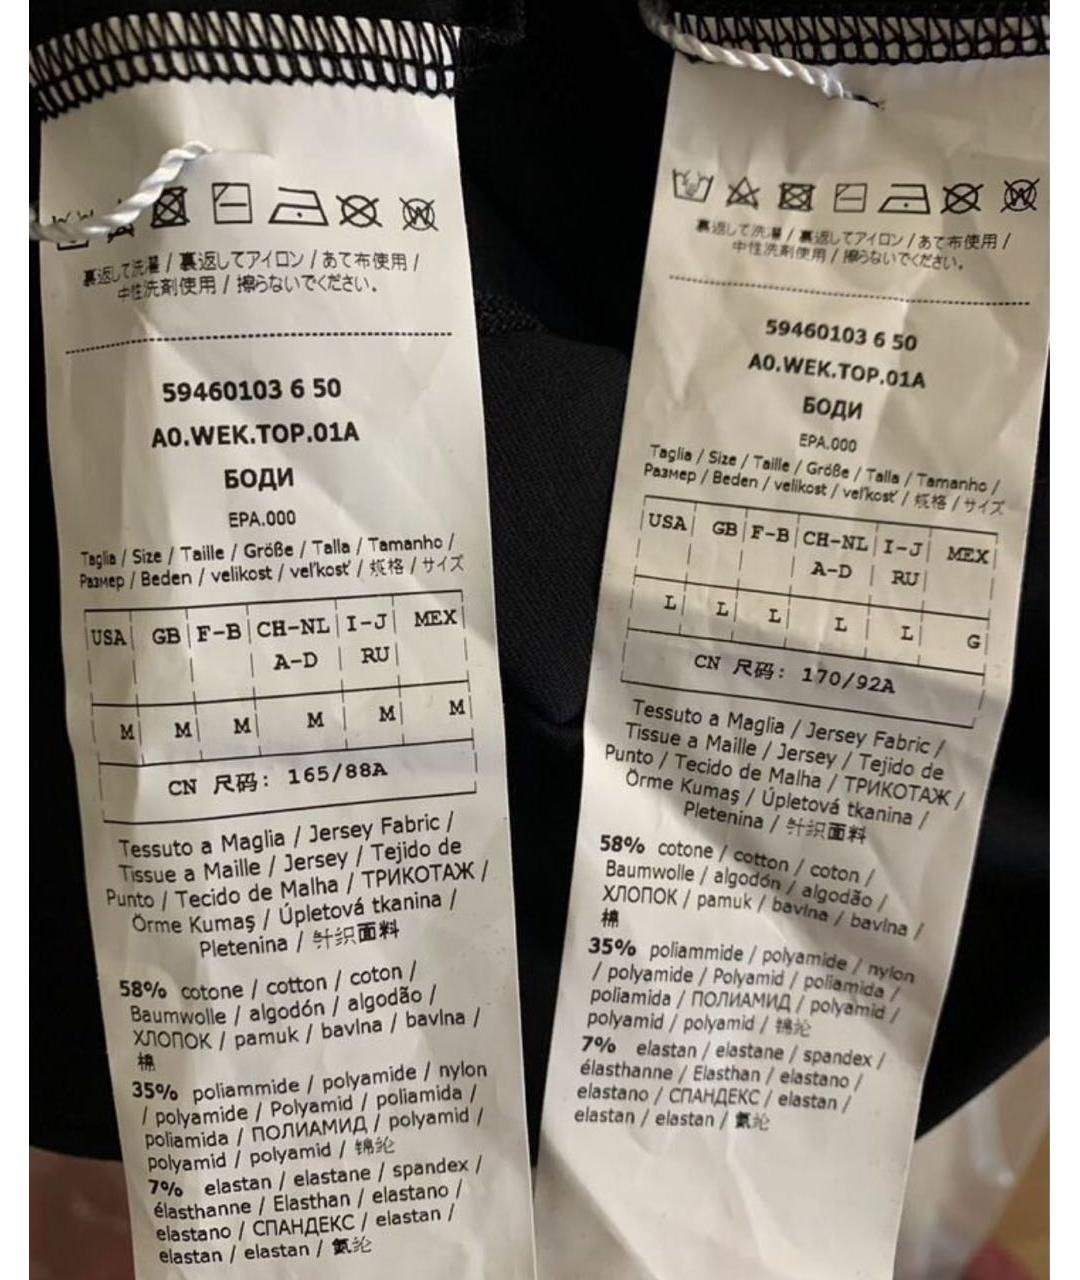 裏返して洗濯 / 裏返してアイロン / あて布使用 /
中性洗剤使用 / 擦らないでください。
59460103 6 50
A0.WEK.TOP.01A
БОДИ
EPA.000
Taglia / Size / Taille / Größe / Talla / Tamanho /
Размер / Beden / velikost / veľkosť / 规格 / サイズ
USA GB F-B CH-NL I-J MEX
A-D RU
M M M M M M
CN 尺码: 165/88A
Tessuto a Maglia / Jersey Fabric /
Tissue a Maille / Jersey / Tejido de
Punto / Tecido de Malha / ТРИКОТАЖ /
Örme Kumaş / Úpletová tkanina /
Pletenina / 针织面料
58% cotone / cotton / coton /
Baumwolle / algodón / algodão /
ХЛОПОК / pamuk / bavlna / bavlna /
棉
35% poliammide / polyamide / nylon
/ polyamide / Polyamid / poliamida /
poliamida / ПОЛИАМИД / polyamid /
polyamid / polyamid / 锦纶
7% elastan / elastane / spandex /
élasthanne / Elasthan / elastano /
elastano / СПАНДЕКС / elastan /
elastan / elastan / 氨纶
裏返して洗濯 / 裏返してアイロン / あて布使用 /
中性洗剤使用 / 擦らないでください。
59460103 6 50
A0.WEK.TOP.01A
БОДИ
EPA.000
Taglia / Size / Taille / Größe / Talla / Tamanho /
Размер / Beden / velikost / veľkosť / 规格 / サイズ
USA GB F-B CH-NL I-J MEX
A-D RU
L L L L L G
CN 尺码: 170/92A
Tessuto a Maglia / Jersey Fabric /
Tissue a Maille / Jersey / Tejido de
Punto / Tecido de Malha / ТРИКОТАЖ /
Örme Kumaş / Úpletová tkanina /
Pletenina / 针织面料
58% cotone / cotton / coton /
Baumwolle / algodón / algodão /
ХЛОПОК / pamuk / bavlna / bavlna /
棉
35% poliammide / polyamide / nylon
/ polyamide / Polyamid / poliamida /
poliamida / ПОЛИАМИД / polyamid /
polyamid / polyamid / 锦纶
7% elastan / elastane / spandex /
élasthanne / Elasthan / elastano /
elastano / СПАНДЕКС / elastan /
elastan / elastan / 氨纶